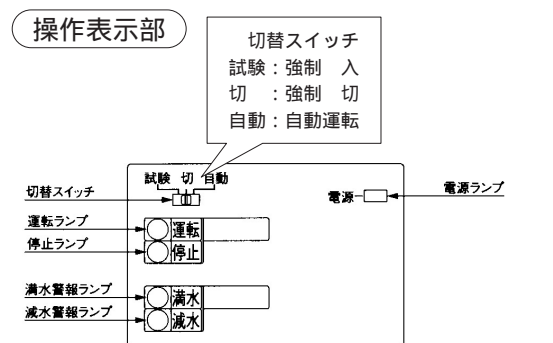 操作表示部
切替スイッチ
試験：強制　入
切　：強制　切
自動：自動運転
試験 切 自動
切替スイッチ
電源
電源ランプ
運転ランプ
運転
停止ランプ
停止
満水警報ランプ
満水
減水警報ランプ
減水